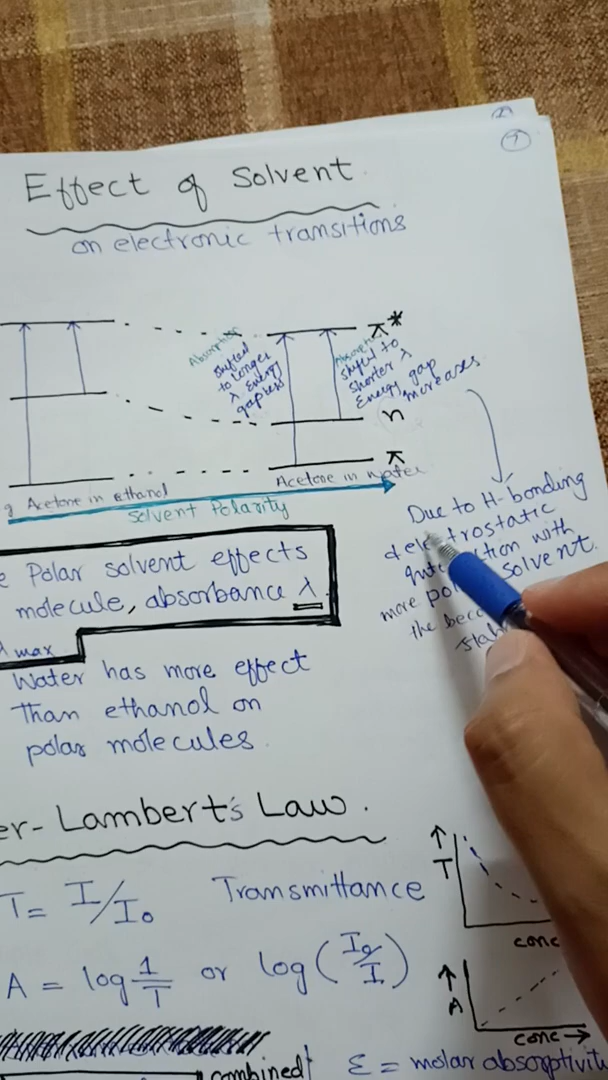 7
Effect of Solvent
on electronic transitions
π*
Absorption
shifted
to longer
λ Energy
gap less
Absorption
shifted to
shorter λ
Energy gap
increases
n
π
g Acetone in ethanol
Acetone in water
Solvent Polarity
Due to H-bonding
electrostatic
with
more solvent.
the
e Polar solvent effects
molecule, absorbance λ
max
Water has more effect
than ethanol on
polar molecules.
er-Lambert's Law.
T = I/I₀ Transmittance
A = log 1/T or log(I₀/I)
↑
T
conc
↑
A
conc →
combined
ε = molar absorptivit